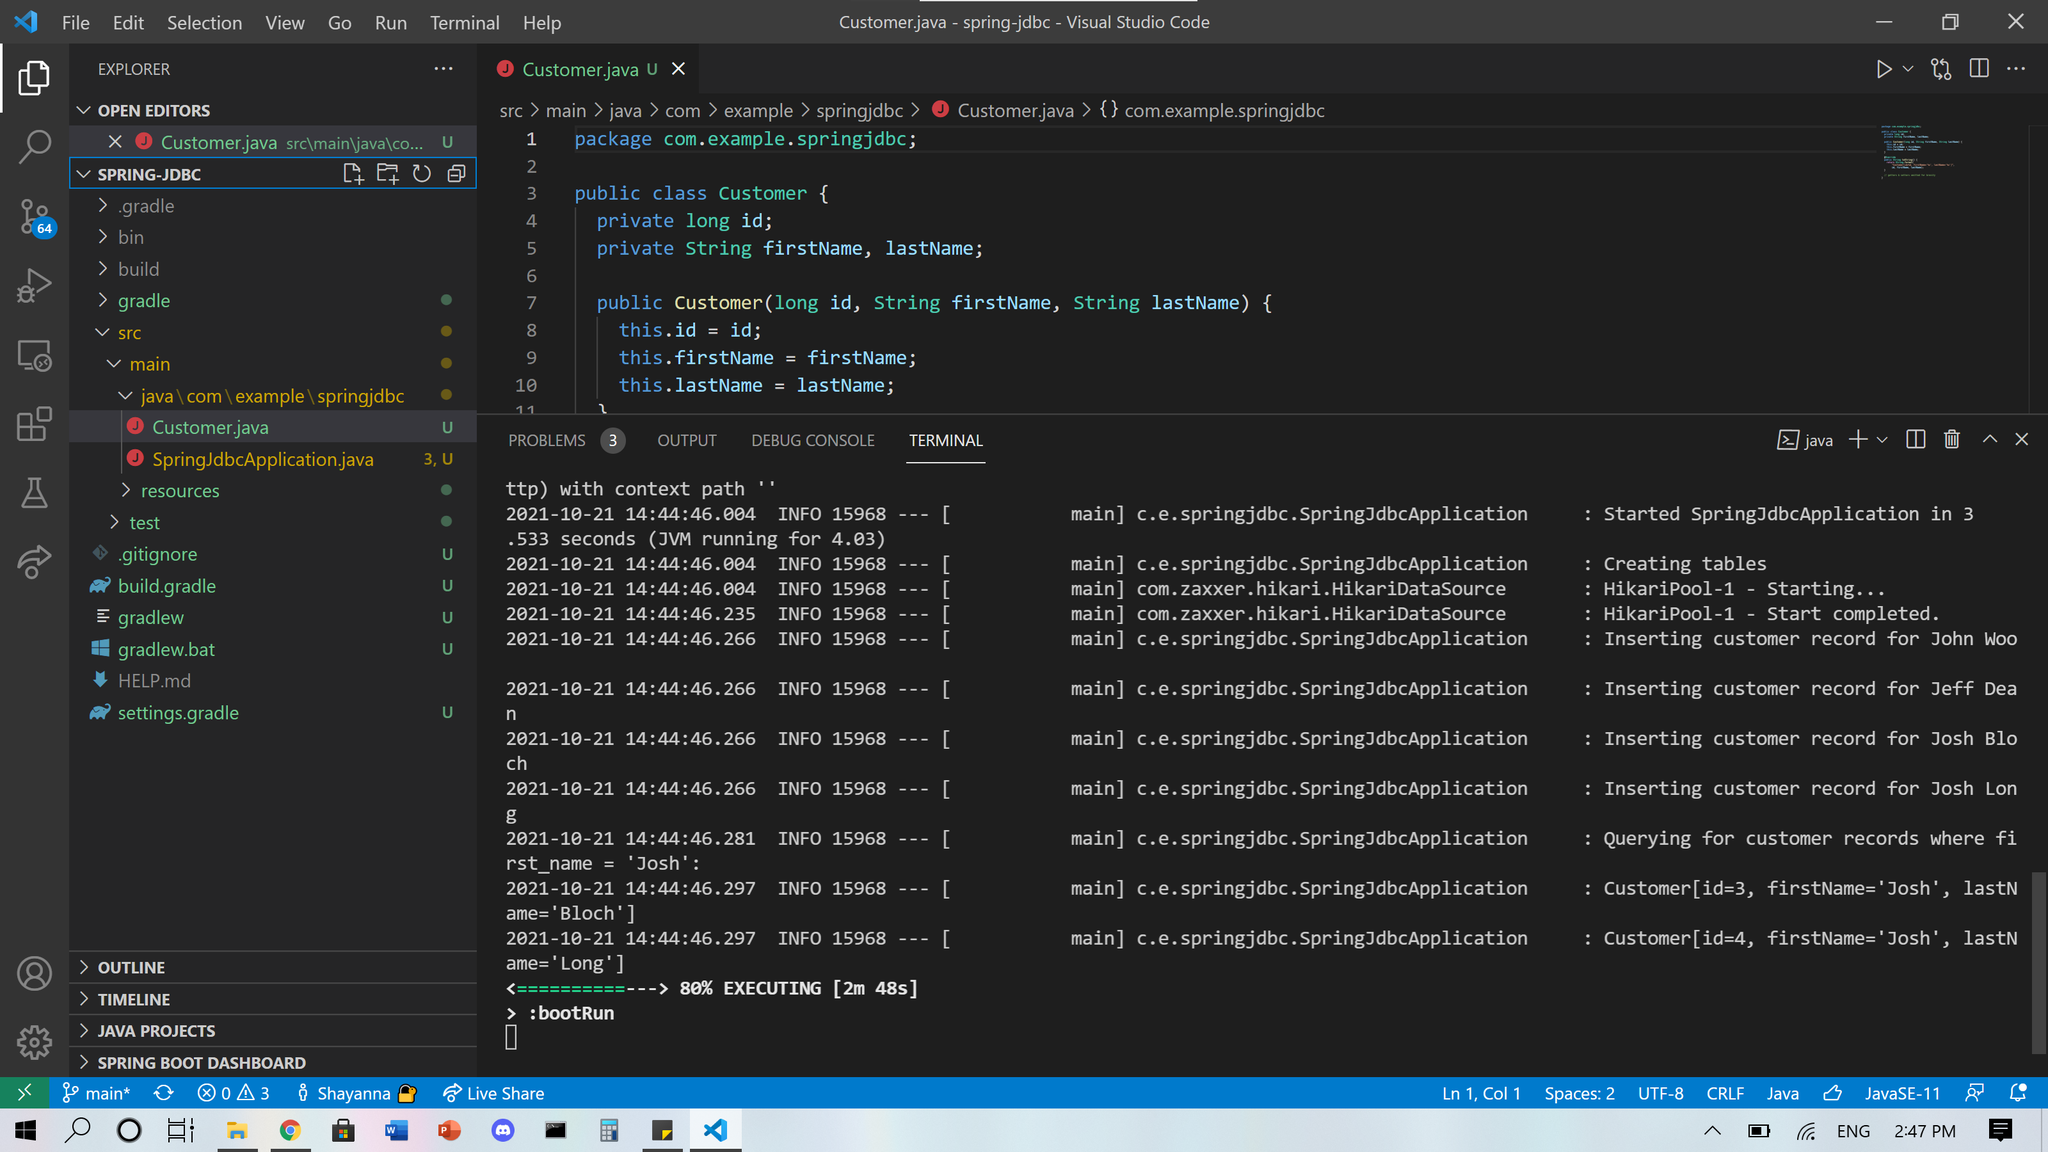 File Edit Selection View Go Run Terminal Help
Customer.java - spring-jdbc - Visual Studio Code
EXPLORER
OPEN EDITORS
Customer.java src\main\java\co... U
SPRING-JDBC
.gradle
bin
build
gradle
src
main
java\com\example\springjdbc
Customer.java U
SpringJdbcApplication.java 3, U
resources
test
.gitignore U
build.gradle U
gradlew U
gradlew.bat U
HELP.md
settings.gradle U
OUTLINE
TIMELINE
JAVA PROJECTS
SPRING BOOT DASHBOARD
64
Customer.java U
src > main > java > com > example > springjdbc > Customer.java > {} com.example.springjdbc
1 package com.example.springjdbc;
2
3 public class Customer {
4 private long id;
5 private String firstName, lastName;
6
7 public Customer(long id, String firstName, String lastName) {
8 this.id = id;
9 this.firstName = firstName;
10 this.lastName = lastName;
11 }
PROBLEMS 3 OUTPUT DEBUG CONSOLE TERMINAL java
ttp) with context path ''
2021-10-21 14:44:46.004 INFO 15968 --- [ main] c.e.springjdbc.SpringJdbcApplication : Started SpringJdbcApplication in 3
.533 seconds (JVM running for 4.03)
2021-10-21 14:44:46.004 INFO 15968 --- [ main] c.e.springjdbc.SpringJdbcApplication : Creating tables
2021-10-21 14:44:46.004 INFO 15968 --- [ main] com.zaxxer.hikari.HikariDataSource : HikariPool-1 - Starting...
2021-10-21 14:44:46.235 INFO 15968 --- [ main] com.zaxxer.hikari.HikariDataSource : HikariPool-1 - Start completed.
2021-10-21 14:44:46.266 INFO 15968 --- [ main] c.e.springjdbc.SpringJdbcApplication : Inserting customer record for John Woo
2021-10-21 14:44:46.266 INFO 15968 --- [ main] c.e.springjdbc.SpringJdbcApplication : Inserting customer record for Jeff Dea
n
2021-10-21 14:44:46.266 INFO 15968 --- [ main] c.e.springjdbc.SpringJdbcApplication : Inserting customer record for Josh Blo
ch
2021-10-21 14:44:46.266 INFO 15968 --- [ main] c.e.springjdbc.SpringJdbcApplication : Inserting customer record for Josh Lon
g
2021-10-21 14:44:46.281 INFO 15968 --- [ main] c.e.springjdbc.SpringJdbcApplication : Querying for customer records where fi
rst_name = 'Josh':
2021-10-21 14:44:46.297 INFO 15968 --- [ main] c.e.springjdbc.SpringJdbcApplication : Customer[id=3, firstName='Josh', lastN
ame='Bloch']
2021-10-21 14:44:46.297 INFO 15968 --- [ main] c.e.springjdbc.SpringJdbcApplication : Customer[id=4, firstName='Josh', lastN
ame='Long']
<==========---> 80% EXECUTING [2m 48s]
> :bootRun
main* 0 3 Shayanna Live Share Ln 1, Col 1 Spaces: 2 UTF-8 CRLF Java JavaSE-11
ENG 2:47 PM